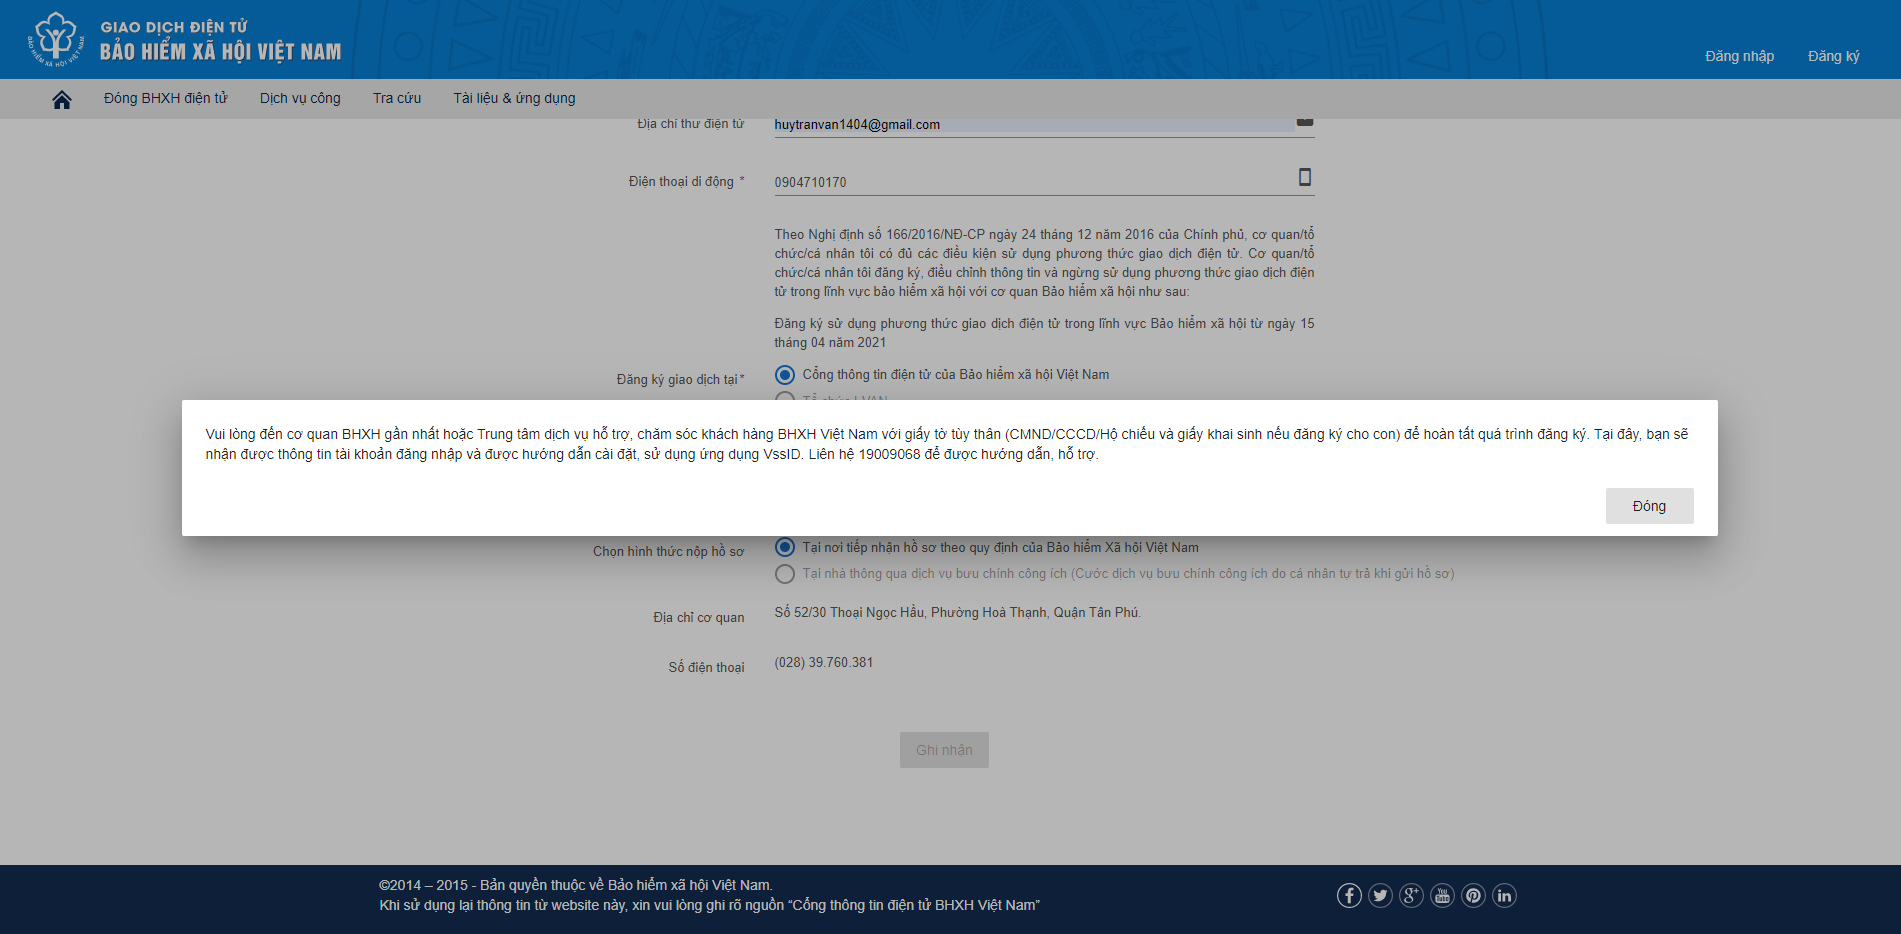 GIAO DỊCH ĐIỆN TỬ
BẢO HIỂM XÃ HỘI VIỆT NAM
BẢO HIỂM XÃ HỘI VIỆT NAM
Đăng nhập
Đăng ký
Đóng BHXH điện tử
Dịch vụ công
Tra cứu
Tài liệu & ứng dụng
Địa chỉ thư điện tử
huytranvan1404@gmail.com
Điện thoại di động *
0904710170
Theo Nghị định số 166/2016/NĐ-CP ngày 24 tháng 12 năm 2016 của Chính phủ, cơ quan/tổ
chức/cá nhân tôi có đủ các điều kiện sử dụng phương thức giao dịch điện tử. Cơ quan/tổ
chức/cá nhân tôi đăng ký, điều chỉnh thông tin và ngừng sử dụng phương thức giao dịch điện
tử trong lĩnh vực bảo hiểm xã hội với cơ quan Bảo hiểm xã hội như sau:
Đăng ký sử dụng phương thức giao dịch điện tử trong lĩnh vực Bảo hiểm xã hội từ ngày 15
tháng 04 năm 2021
Đăng ký giao dịch tại*
Cổng thông tin điện tử của Bảo hiểm xã hội Việt Nam
Tổ chức I-VAN
Vui lòng đến cơ quan BHXH gần nhất hoặc Trung tâm dịch vụ hỗ trợ, chăm sóc khách hàng BHXH Việt Nam với giấy tờ tùy thân (CMND/CCCD/Hộ chiếu và giấy khai sinh nếu đăng ký cho con) để hoàn tất quá trình đăng ký. Tại đây, bạn sẽ
nhận được thông tin tài khoản đăng nhập và được hướng dẫn cài đặt, sử dụng ứng dụng VssID. Liên hệ 19009068 để được hướng dẫn, hỗ trợ.
Đóng
Chọn hình thức nộp hồ sơ
Tại nơi tiếp nhận hồ sơ theo quy định của Bảo hiểm Xã hội Việt Nam
Tại nhà thông qua dịch vụ bưu chính công ích (Cước dịch vụ bưu chính công ích do cá nhân tự trả khi gửi hồ sơ)
Địa chỉ cơ quan
Số 52/30 Thoại Ngọc Hầu, Phường Hoà Thạnh, Quận Tân Phú.
Số điện thoại
(028) 39.760.381
Ghi nhận
©2014 – 2015 - Bản quyền thuộc về Bảo hiểm xã hội Việt Nam.
Khi sử dụng lại thông tin từ website này, xin vui lòng ghi rõ nguồn “Cổng thông tin điện tử BHXH Việt Nam”
You
Tube